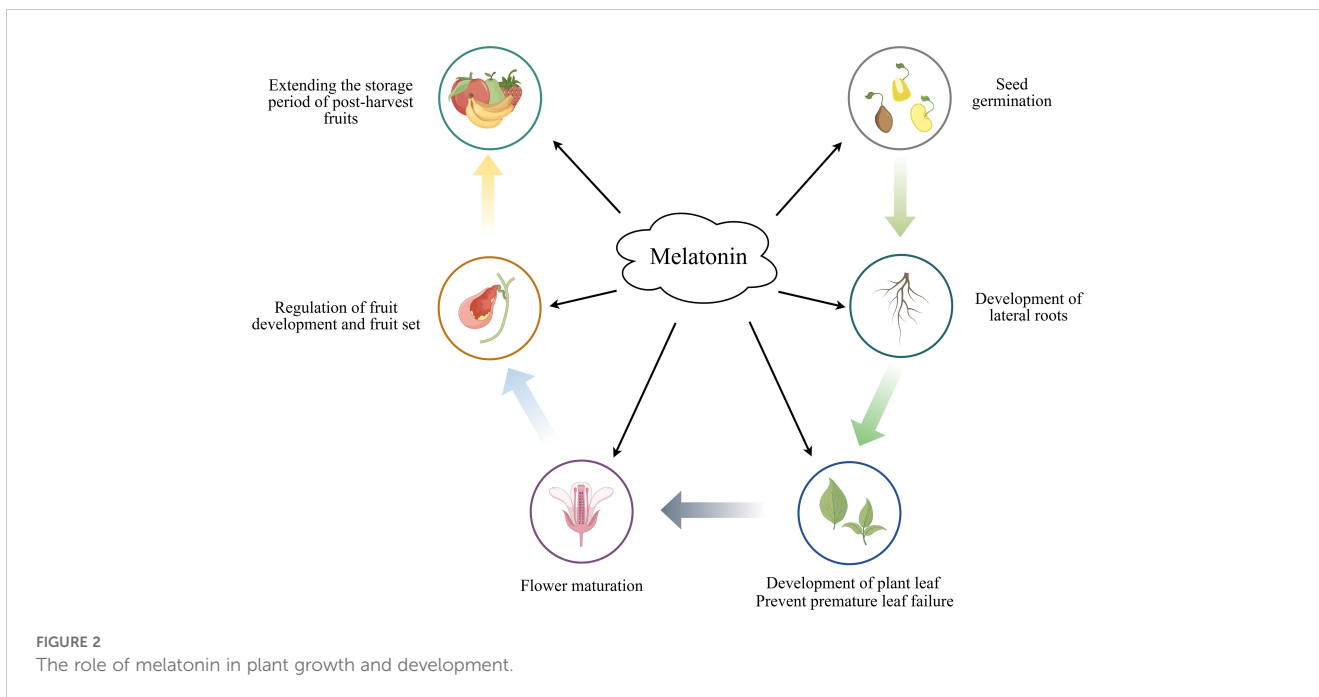 Extending the storage
period of post-harvest
fruits
Seed
germination
Melatonin
Regulation of fruit
development and fruit set
Development of
lateral roots
Flower maturation
Development of plant leaf
Prevent premature leaf failure
FIGURE 2
The role of melatonin in plant growth and development.